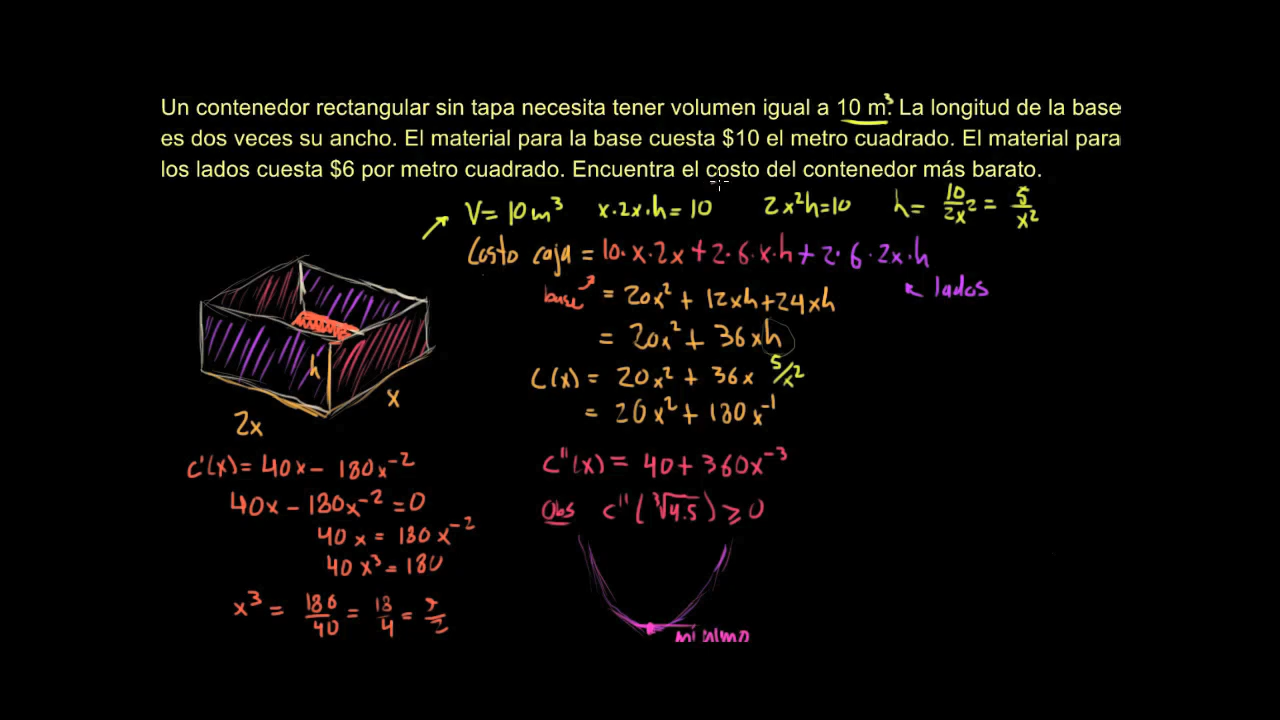 Un contenedor rectangular sin tapa necesita tener volumen igual a 10 m³. La longitud de la base
es dos veces su ancho. El material para la base cuesta $10 el metro cuadrado. El material para
los lados cuesta $6 por metro cuadrado. Encuentra el costo del contenedor más barato.
V = 10 m³ x·2x·h = 10 2x²h = 10 h = 10/2x² = 5/x²
Costo caja = 10·x·2x + 2·6·x·h + 2·6·2x·h
base = 20x² + 12xh + 24xh lados
= 20x² + 36xh
C(x) = 20x² + 36x 5/x²
= 20x² + 180x⁻¹
h
x
2x
C'(x) = 40x - 180x⁻²
40x - 180x⁻² = 0
40x = 180x⁻²
40x³ = 180
x³ = 180/40 = 18/4 = 9/2
C''(x) = 40 + 360x⁻³
Obs C''(∛4.5) ≥ 0
mínimo